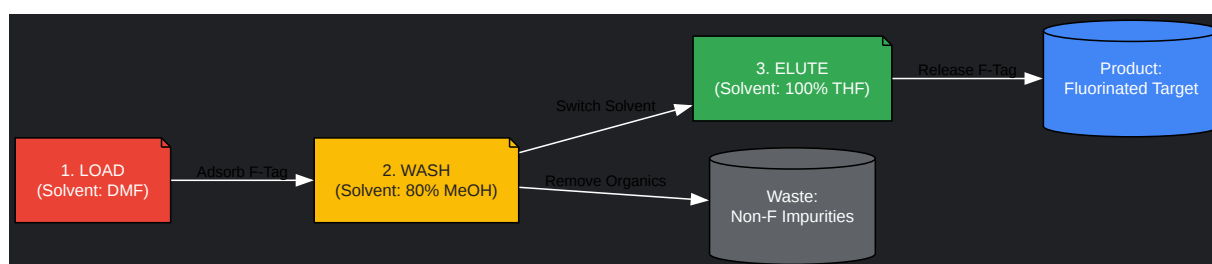 1. LOAD
(Solvent: DMF)
Adsorb F-Tag
2. WASH
(Solvent: 80% MeOH)
Switch Solvent
Remove Organics
3. ELUTE
(Solvent: 100% THF)
Release F-Tag
Product:
Fluorinated Target
Waste:
Non-F Impurities